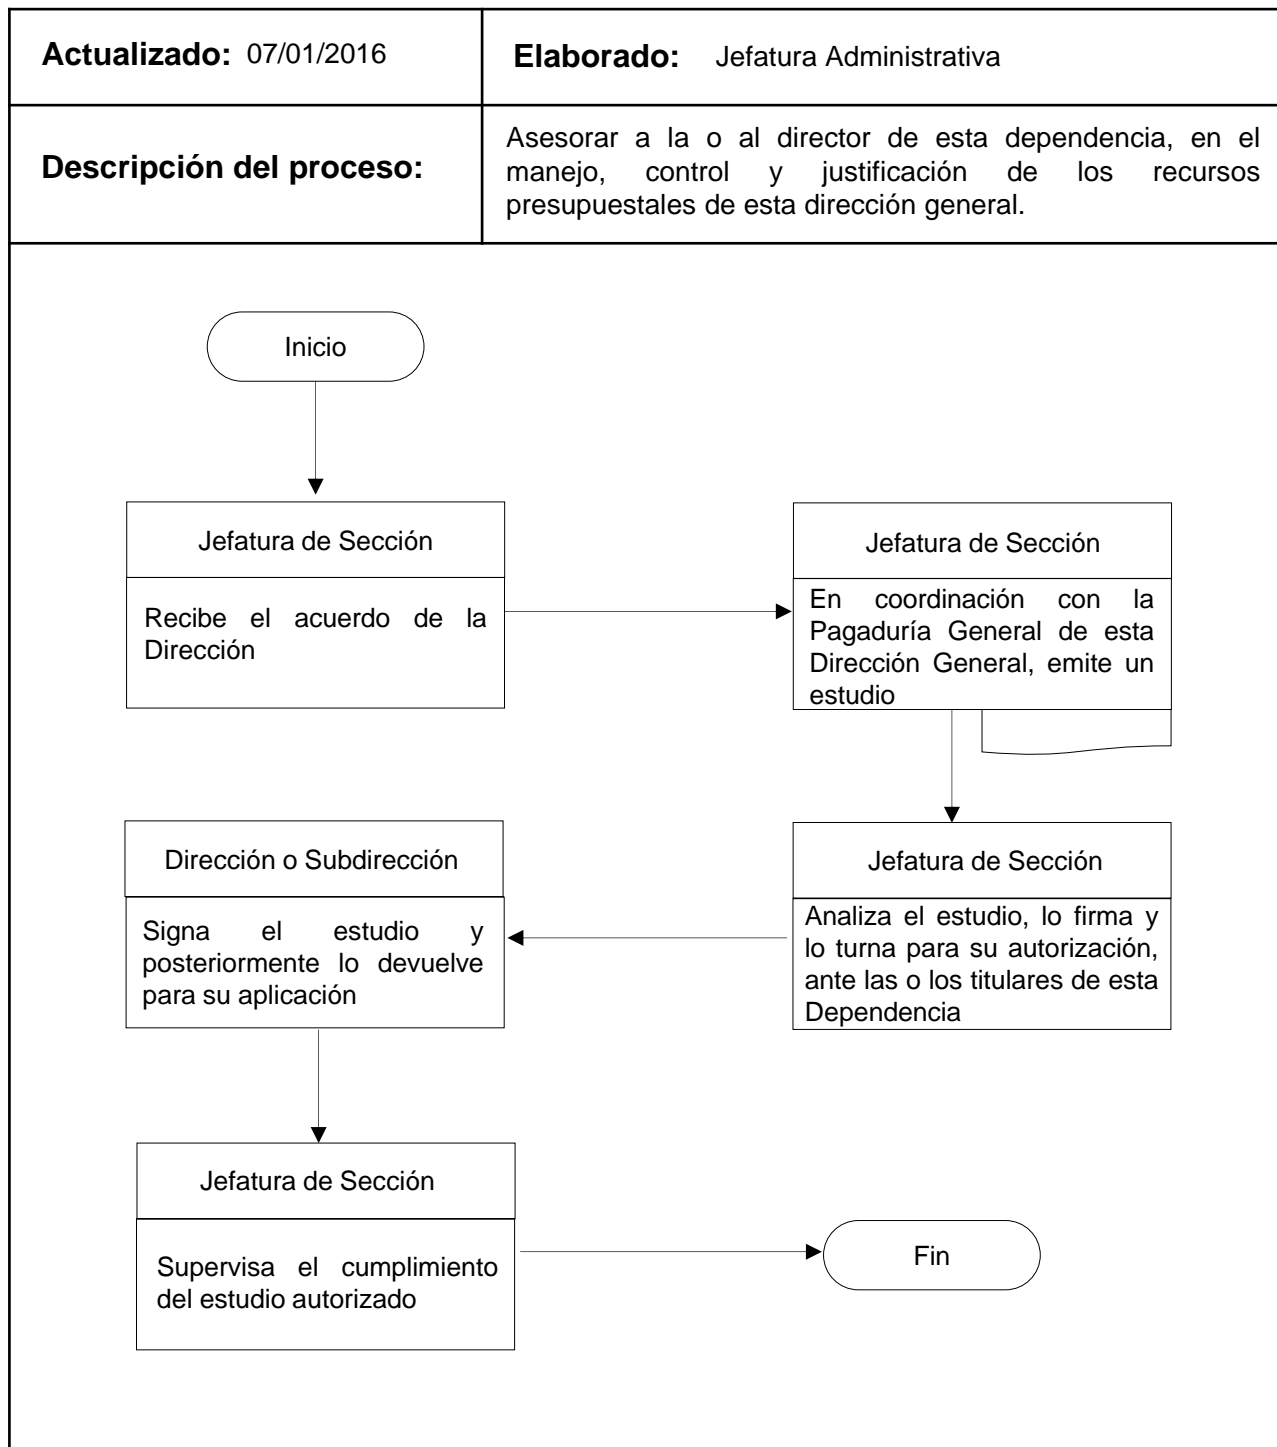 Actualizado: 07/01/2016
Elaborado: Jefatura Administrativa
Descripción del proceso:
Asesorar a la o al director de esta dependencia, en el
manejo, control y justificación de los recursos
presupuestales de esta dirección general.
Inicio
Jefatura de Sección
Recibe el acuerdo de la
Dirección
Jefatura de Sección
En coordinación con la
Pagaduría General de esta
Dirección General, emite un
estudio
Jefatura de Sección
Analiza el estudio, lo firma y
lo turna para su autorización,
ante las o los titulares de esta
Dependencia
Dirección o Subdirección
Signa el estudio y
posteriormente lo devuelve
para su aplicación
Jefatura de Sección
Supervisa el cumplimiento
del estudio autorizado
Fin